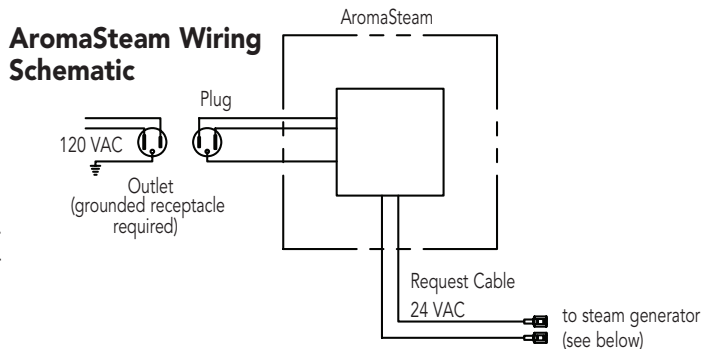 AromaSteam Wiring
Schematic
AromaSteam
Plug
120 VAC
Outlet
(grounded receptacle
required)
Request Cable
24 VAC
to steam generator
(see below)